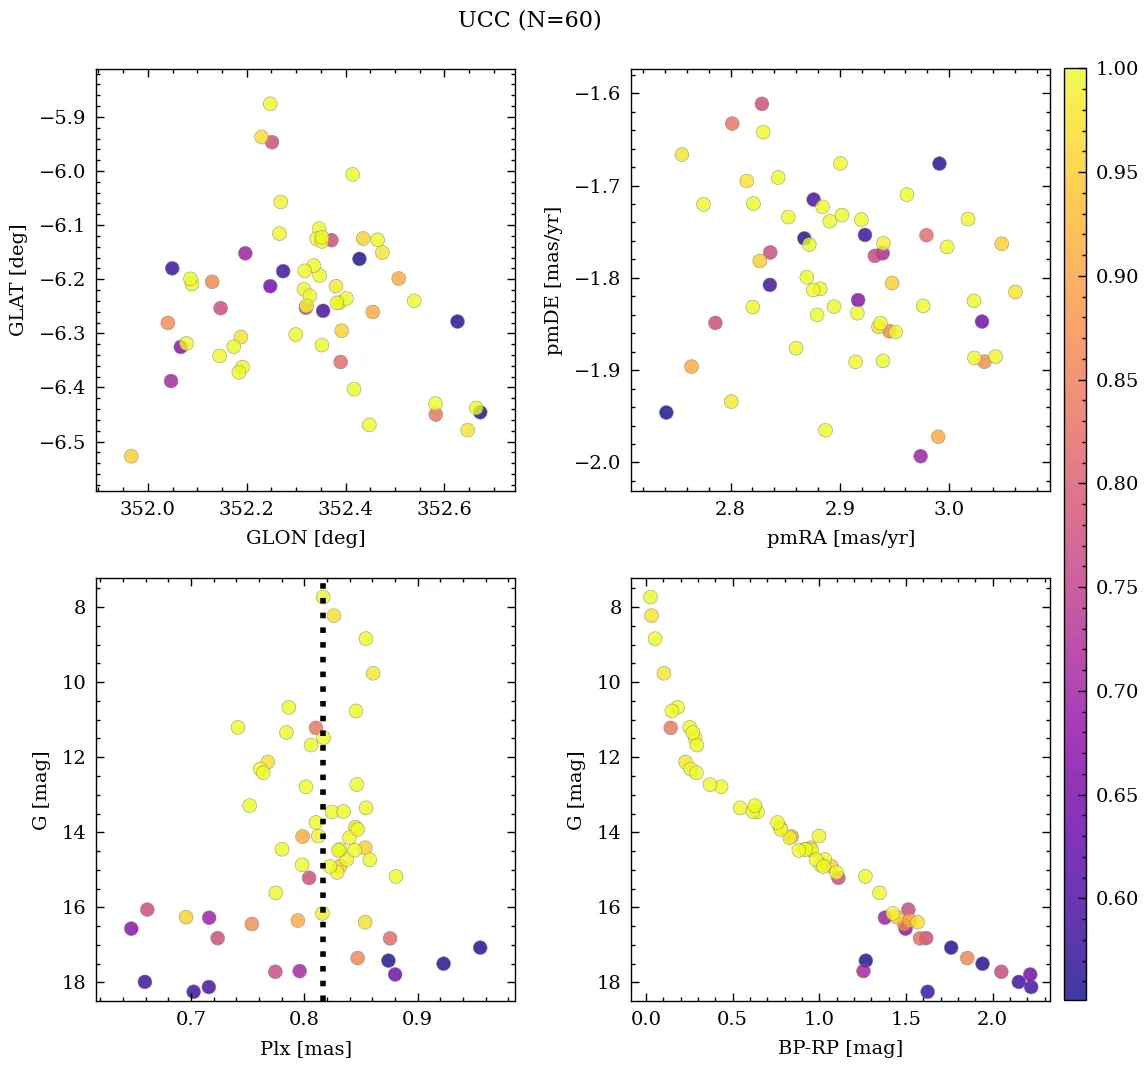 UCC (N=60)
−5.9
−6.0
−6.1
−6.2
−6.3
−6.4
−6.5
GLAT [deg]
352.0 352.2 352.4 352.6
GLON [deg]
−1.6
−1.7
−1.8
−1.9
−2.0
pmDE [mas/yr]
2.8 2.9 3.0
pmRA [mas/yr]
8
10
12
14
16
18
G [mag]
0.7 0.8 0.9
Plx [mas]
8
10
12
14
16
18
G [mag]
0.0 0.5 1.0 1.5 2.0
BP-RP [mag]
1.00
0.95
0.90
0.85
0.80
0.75
0.70
0.65
0.60